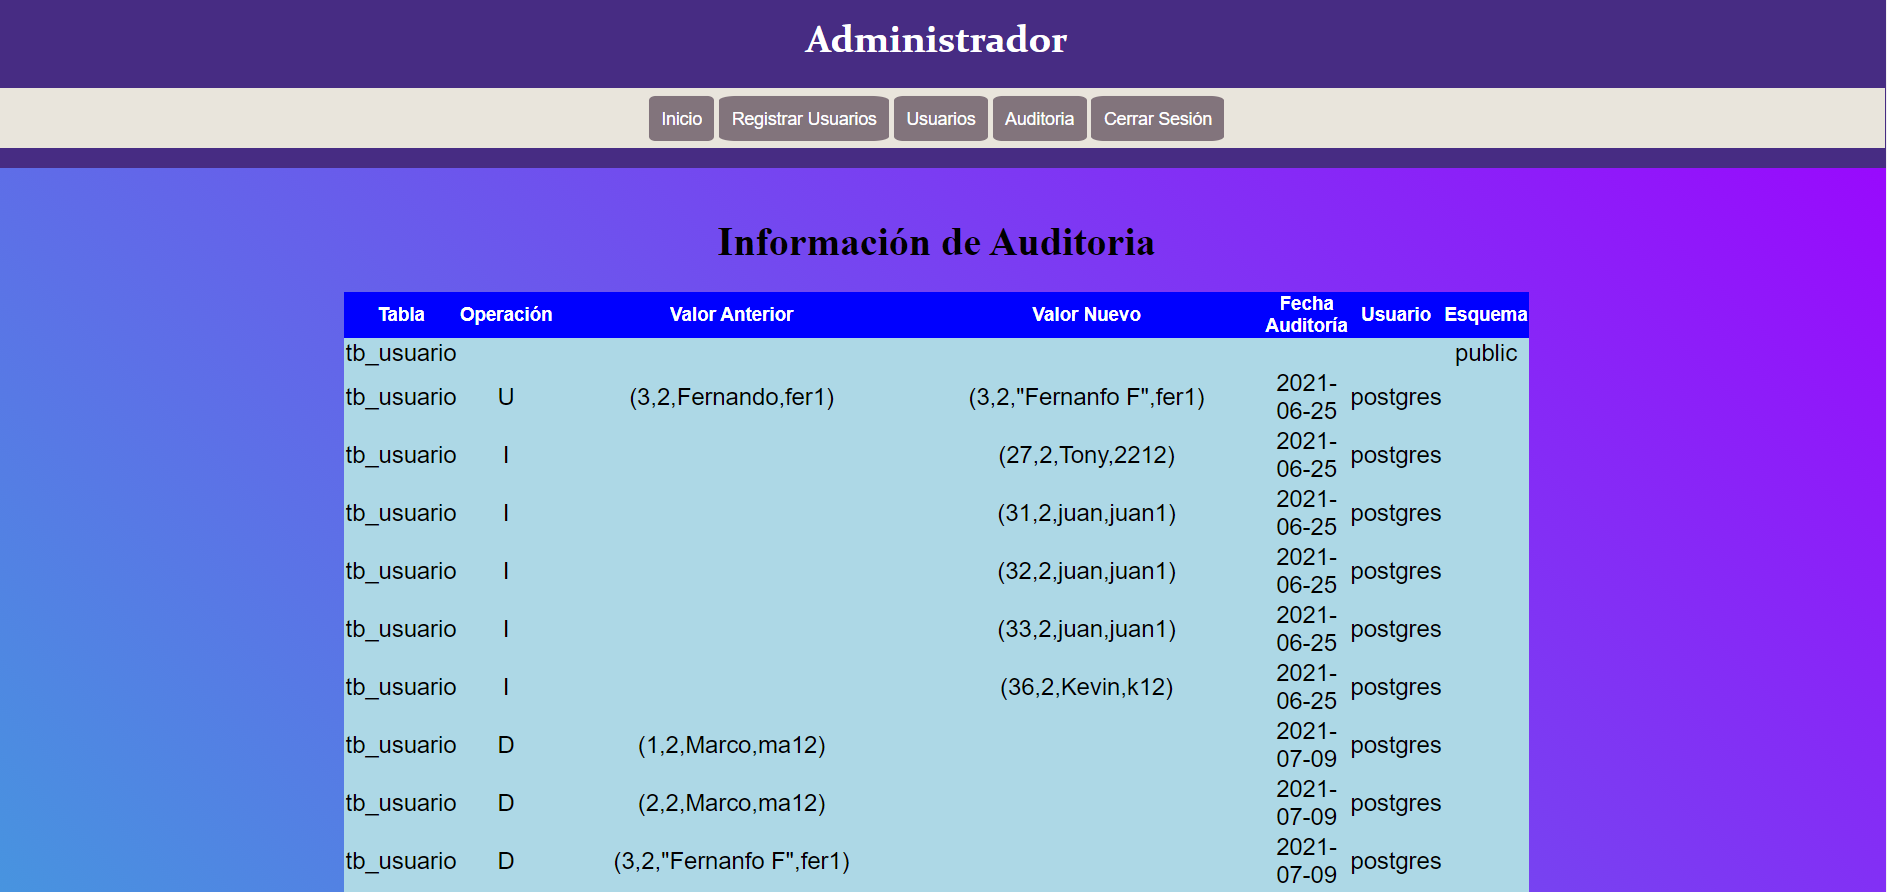 Administrador
Inicio Registrar Usuarios Usuarios Auditoria Cerrar Sesión
Información de Auditoria
Tabla Operación Valor Anterior Valor Nuevo Fecha Auditoría Usuario Esquema
tb_usuario public
tb_usuario U (3,2,Fernando,fer1) (3,2,"Fernanfo F",fer1) 2021-06-25 postgres
tb_usuario I (27,2,Tony,2212) 2021-06-25 postgres
tb_usuario I (31,2,juan,juan1) 2021-06-25 postgres
tb_usuario I (32,2,juan,juan1) 2021-06-25 postgres
tb_usuario I (33,2,juan,juan1) 2021-06-25 postgres
tb_usuario I (36,2,Kevin,k12) 2021-06-25 postgres
tb_usuario D (1,2,Marco,ma12) 2021-07-09 postgres
tb_usuario D (2,2,Marco,ma12) 2021-07-09 postgres
tb_usuario D (3,2,"Fernanfo F",fer1) 2021-07-09 postgres